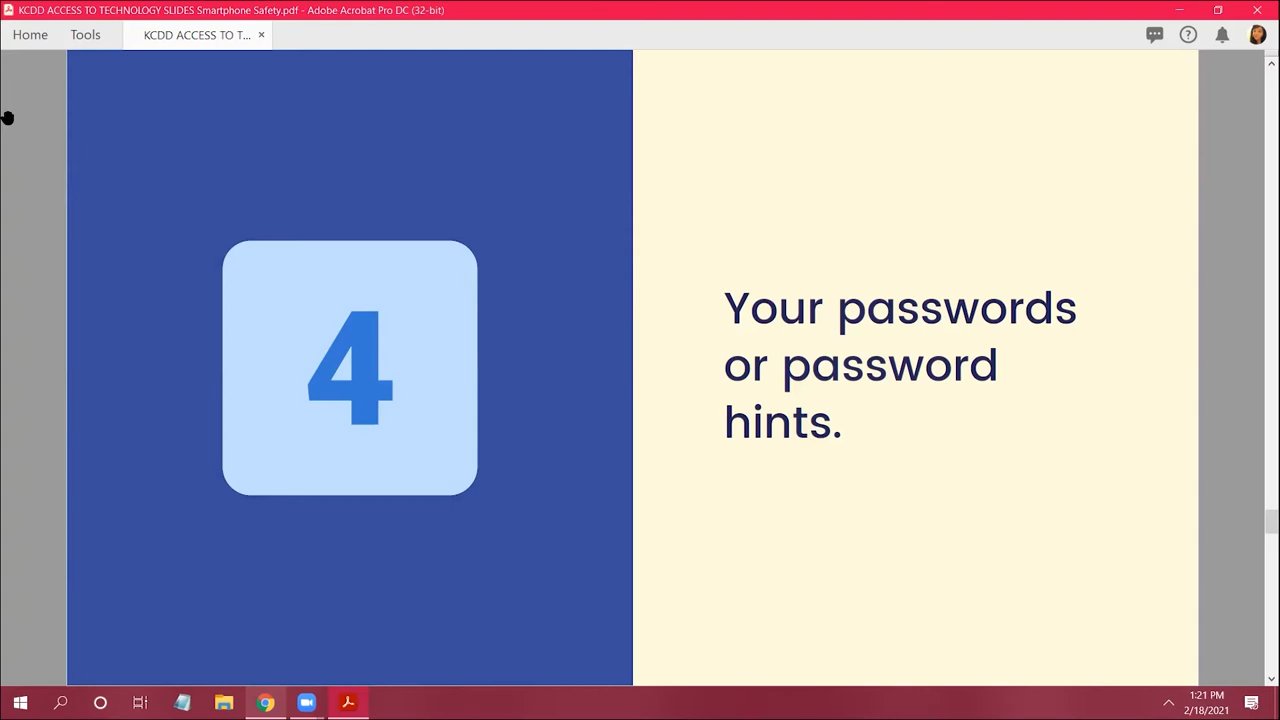 KCDD ACCESS TO TECHNOLOGY SLIDES Smartphone Safety.pdf - Adobe Acrobat Pro DC (32-bit)
Home
Tools
KCDD ACCESS TO T...
4
Your passwords
or password
hints.
1:21 PM
2/18/2021